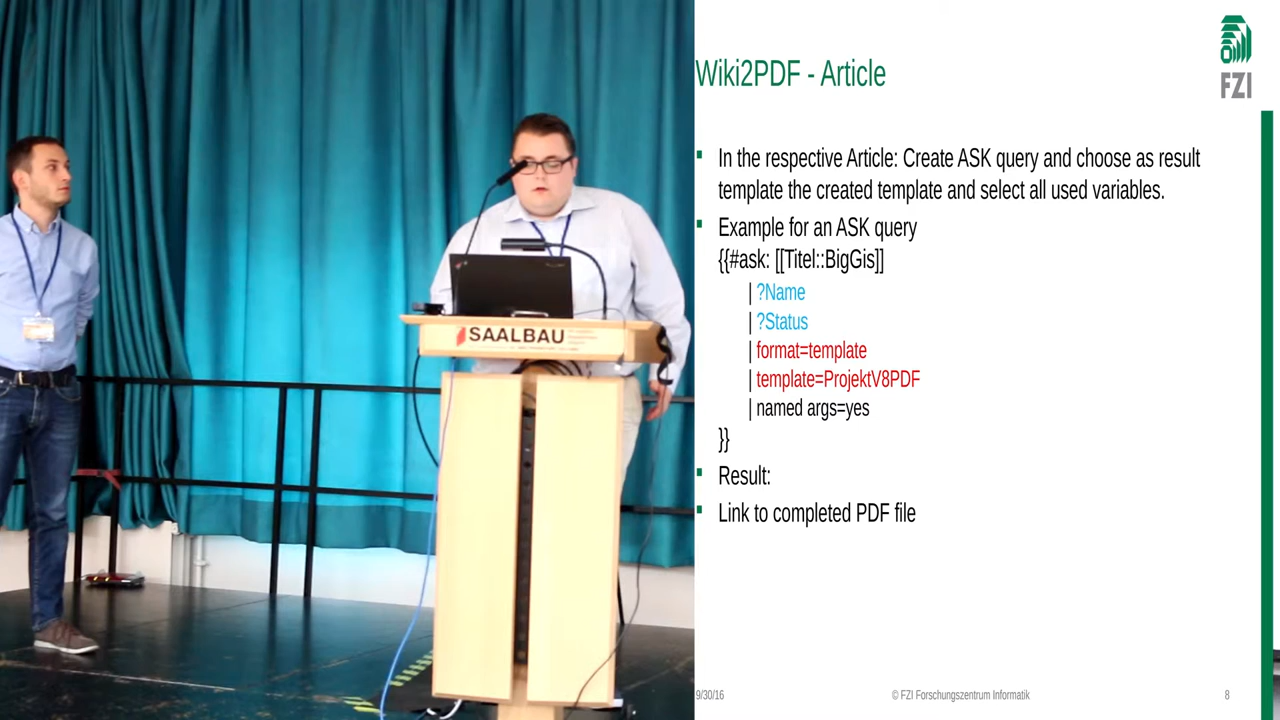 Wiki2PDF - Article
FZI
In the respective Article: Create ASK query and choose as result
template the created template and select all used variables.
Example for an ASK query
{{#ask: [[Titel::BigGis]]
| ?Name
| ?Status
| format=template
| template=ProjektV8PDF
| named args=yes
}}
Result:
Link to completed PDF file
9/30/16
© FZI Forschungszentrum Informatik
8
SAALBAU